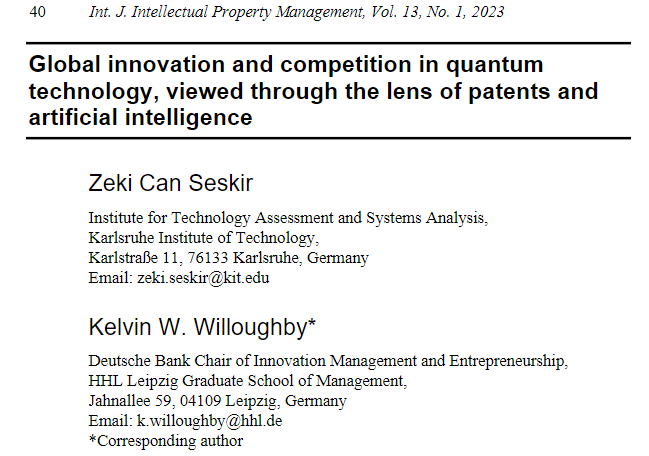 40 Int. J. Intellectual Property Management, Vol. 13, No. 1, 2023
Global innovation and competition in quantum
technology, viewed through the lens of patents and
artificial intelligence
Zeki Can Seskir
Institute for Technology Assessment and Systems Analysis,
Karlsruhe Institute of Technology,
Karlstraße 11, 76133 Karlsruhe, Germany
Email: zeki.seskir@kit.edu
Kelvin W. Willoughby*
Deutsche Bank Chair of Innovation Management and Entrepreneurship,
HHL Leipzig Graduate School of Management,
Jahnallee 59, 04109 Leipzig, Germany
Email: k.willoughby@hhl.de
*Corresponding author